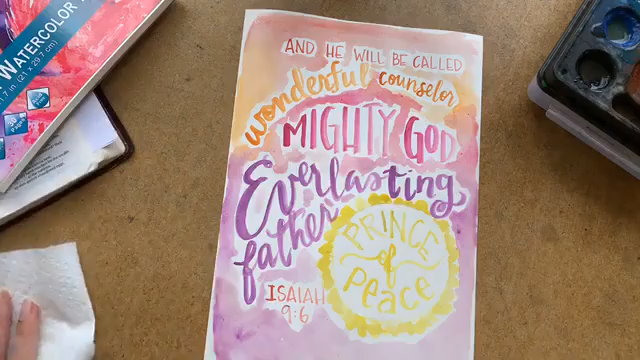 WATERCOLOR
AND HE WILL BE CALLED
wonderful counselor
MIGHTY GOD
Everlasting
father
PRINCE
of
Peace
ISAIAH
9:6